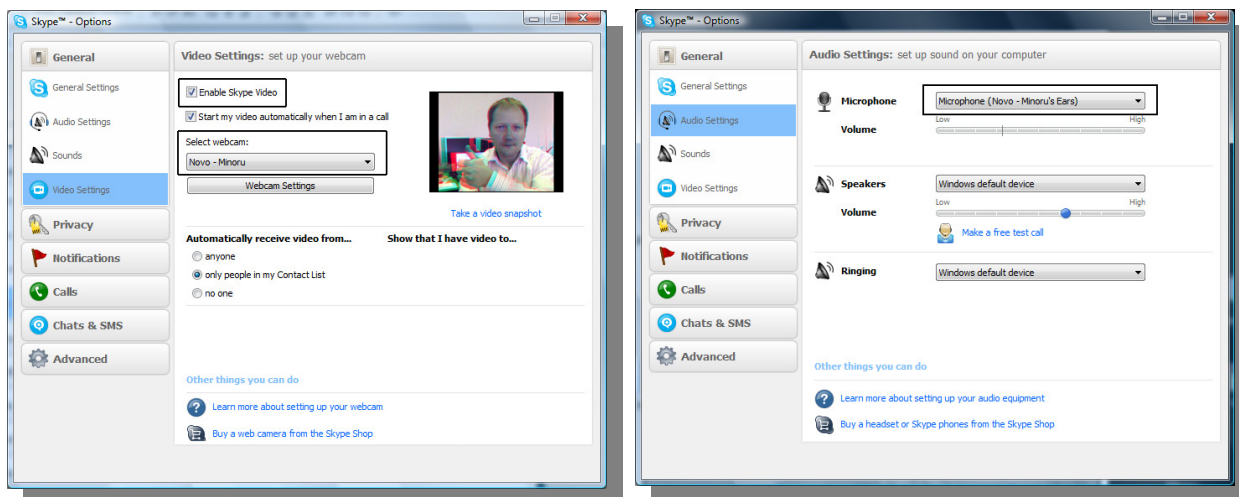 Skype™ - Options
General
General Settings
Audio Settings
Sounds
Video Settings
Privacy
Notifications
Calls
Chats & SMS
Advanced
Video Settings: set up your webcam
Enable Skype Video
Start my video automatically when I am in a call
Select webcam:
Novo - Minoru
Webcam Settings
Take a video snapshot
Automatically receive video from... Show that I have video to...
anyone
only people in my Contact List
no one
Other things you can do
Learn more about setting up your webcam
Buy a web camera from the Skype Shop
Skype™ - Options
General
General Settings
Audio Settings
Sounds
Video Settings
Privacy
Notifications
Calls
Chats & SMS
Advanced
Audio Settings: set up sound on your computer
Microphone Microphone (Novo - Minoru's Ears)
Low High
Volume
Speakers Windows default device
Low High
Volume
Make a free test call
Ringing Windows default device
Other things you can do
Learn more about setting up your audio equipment
Buy a headset or Skype phones from the Skype Shop